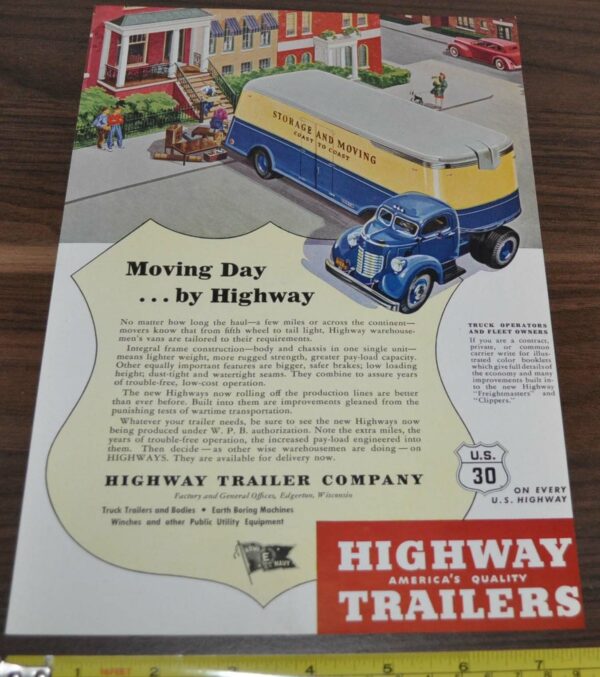 STORAGE AND MOVING
COAST TO COAST
Moving Day
... by Highway
No matter how long the haul—a few miles or across the continent—
movers know that from fifth wheel to tail light, Highway warehouse-
men's vans are tailored to their requirements.
Integral frame construction—body and chassis in one single unit—
means lighter weight, more rugged strength, greater pay-load capacity.
Other equally important features are bigger, safer brakes; low loading
height; dust-tight and watertight seams. They combine to assure years
of trouble-free, low-cost operation.
The new Highways now rolling off the production lines are better
than ever before. Built into them are improvements gleaned from the
punishing tests of wartime transportation.
Whatever your trailer needs, be sure to see the new Highways now
being produced under W. P. B. authorization. Note the extra miles, the
years of trouble-free operation, the increased pay-load engineered into
them. Then decide—as other wise warehousemen are doing—on
HIGHWAYS. They are available for delivery now.
HIGHWAY TRAILER COMPANY
Factory and General Offices, Edgerton, Wisconsin
Truck Trailers and Bodies • Earth Boring Machines
Winches and other Public Utility Equipment
ARMY E NAVY
TRUCK OPERATORS
AND FLEET OWNERS
If you are a contract,
private, or common
carrier write for illus-
trated color booklets
which give full details of
the economy and many
improvements built in-
to the new Highway
"Freightmasters" and
"Clippers."
U.S.
30
ON EVERY
U.S. HIGHWAY
HIGHWAY
AMERICA'S QUALITY
TRAILERS
1 2 3 4 5 6 7